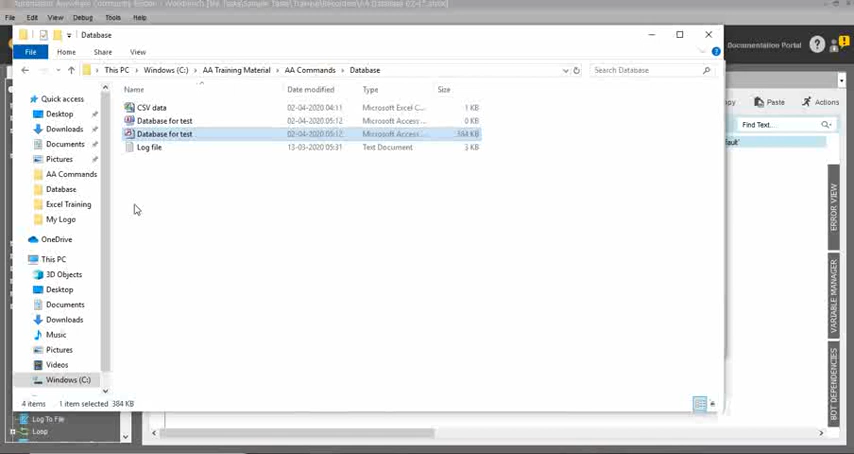 Database
File Edit View Debug Tools Help
File Home Share View
Documentation Portal
This PC > Windows (C:) > AA Training Material > AA Commands > Database
Search Database
Name Date modified Type Size
Paste Actions
Quick access
Desktop
Downloads
Documents
Pictures
AA Commands
Database
Excel Training
My Logo
OneDrive
This PC
3D Objects
Desktop
Documents
Downloads
Music
Pictures
Videos
Windows (C:)
CSV data 02-04-2020 04:11 Microsoft Excel C... 1 KB
Database for test 02-04-2020 05:12 Microsoft Access ... 0 KB
Database for test 02-04-2020 05:12 Microsoft Access ... 384 KB
Log file 13-03-2020 05:31 Text Document 3 KB
Find Text...
ERROR VIEW
VARIABLE MANAGER
BOT DEPENDENCIES
4 items 1 item selected 384 KB
Log To File
Loop